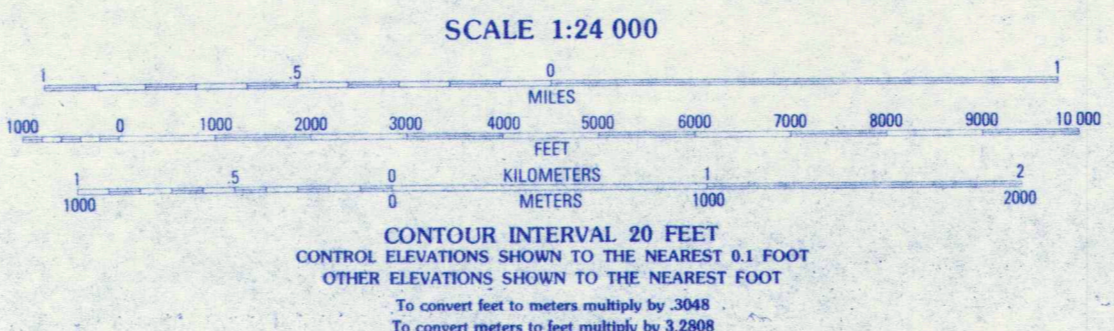 SCALE 1:24 000
1 .5 0 1
MILES
1000 0 1000 2000 3000 4000 5000 6000 7000 8000 9000 10 000
FEET
1 .5 0 KILOMETERS 1 2
1000 0 METERS 1000 2000
CONTOUR INTERVAL 20 FEET
CONTROL ELEVATIONS SHOWN TO THE NEAREST 0.1 FOOT
OTHER ELEVATIONS SHOWN TO THE NEAREST FOOT
To convert feet to meters multiply by .3048
To convert meters to feet multiply by 3.2808